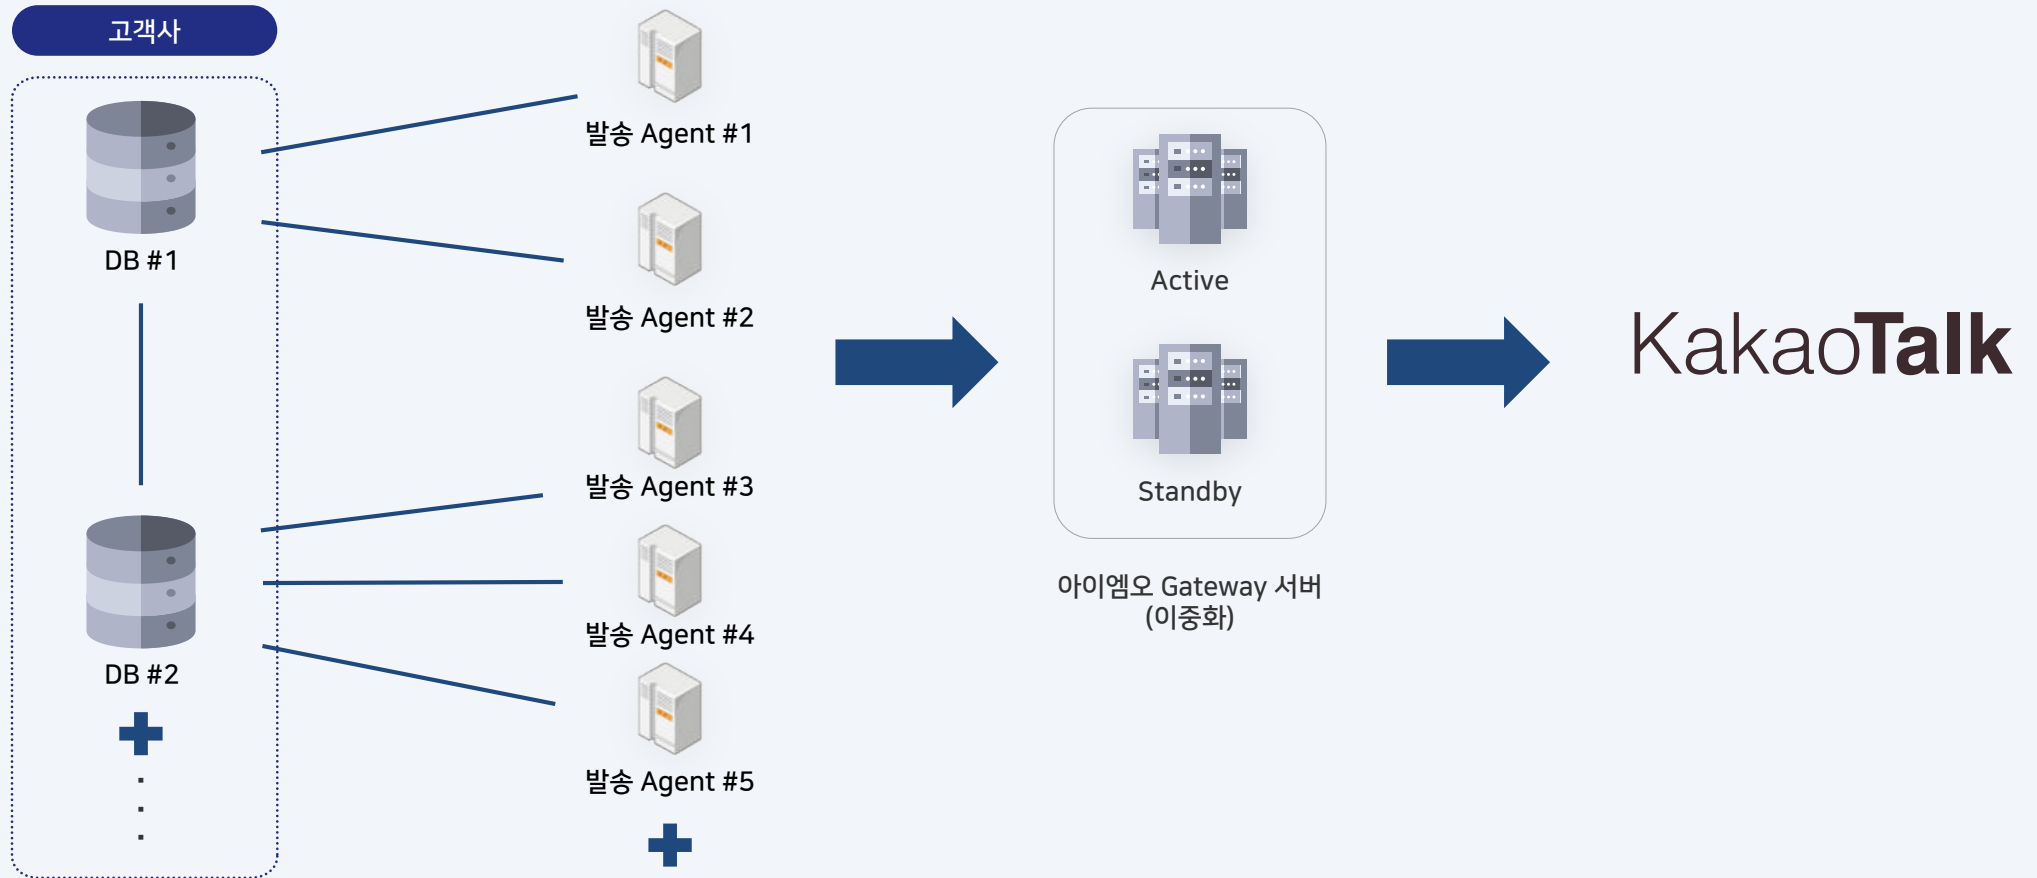 고객사
DB #1
DB #2
발송 Agent #1
발송 Agent #2
발송 Agent #3
발송 Agent #4
발송 Agent #5
Active
Standby
아이엠오 Gateway 서버
(이중화)
KakaoTalk